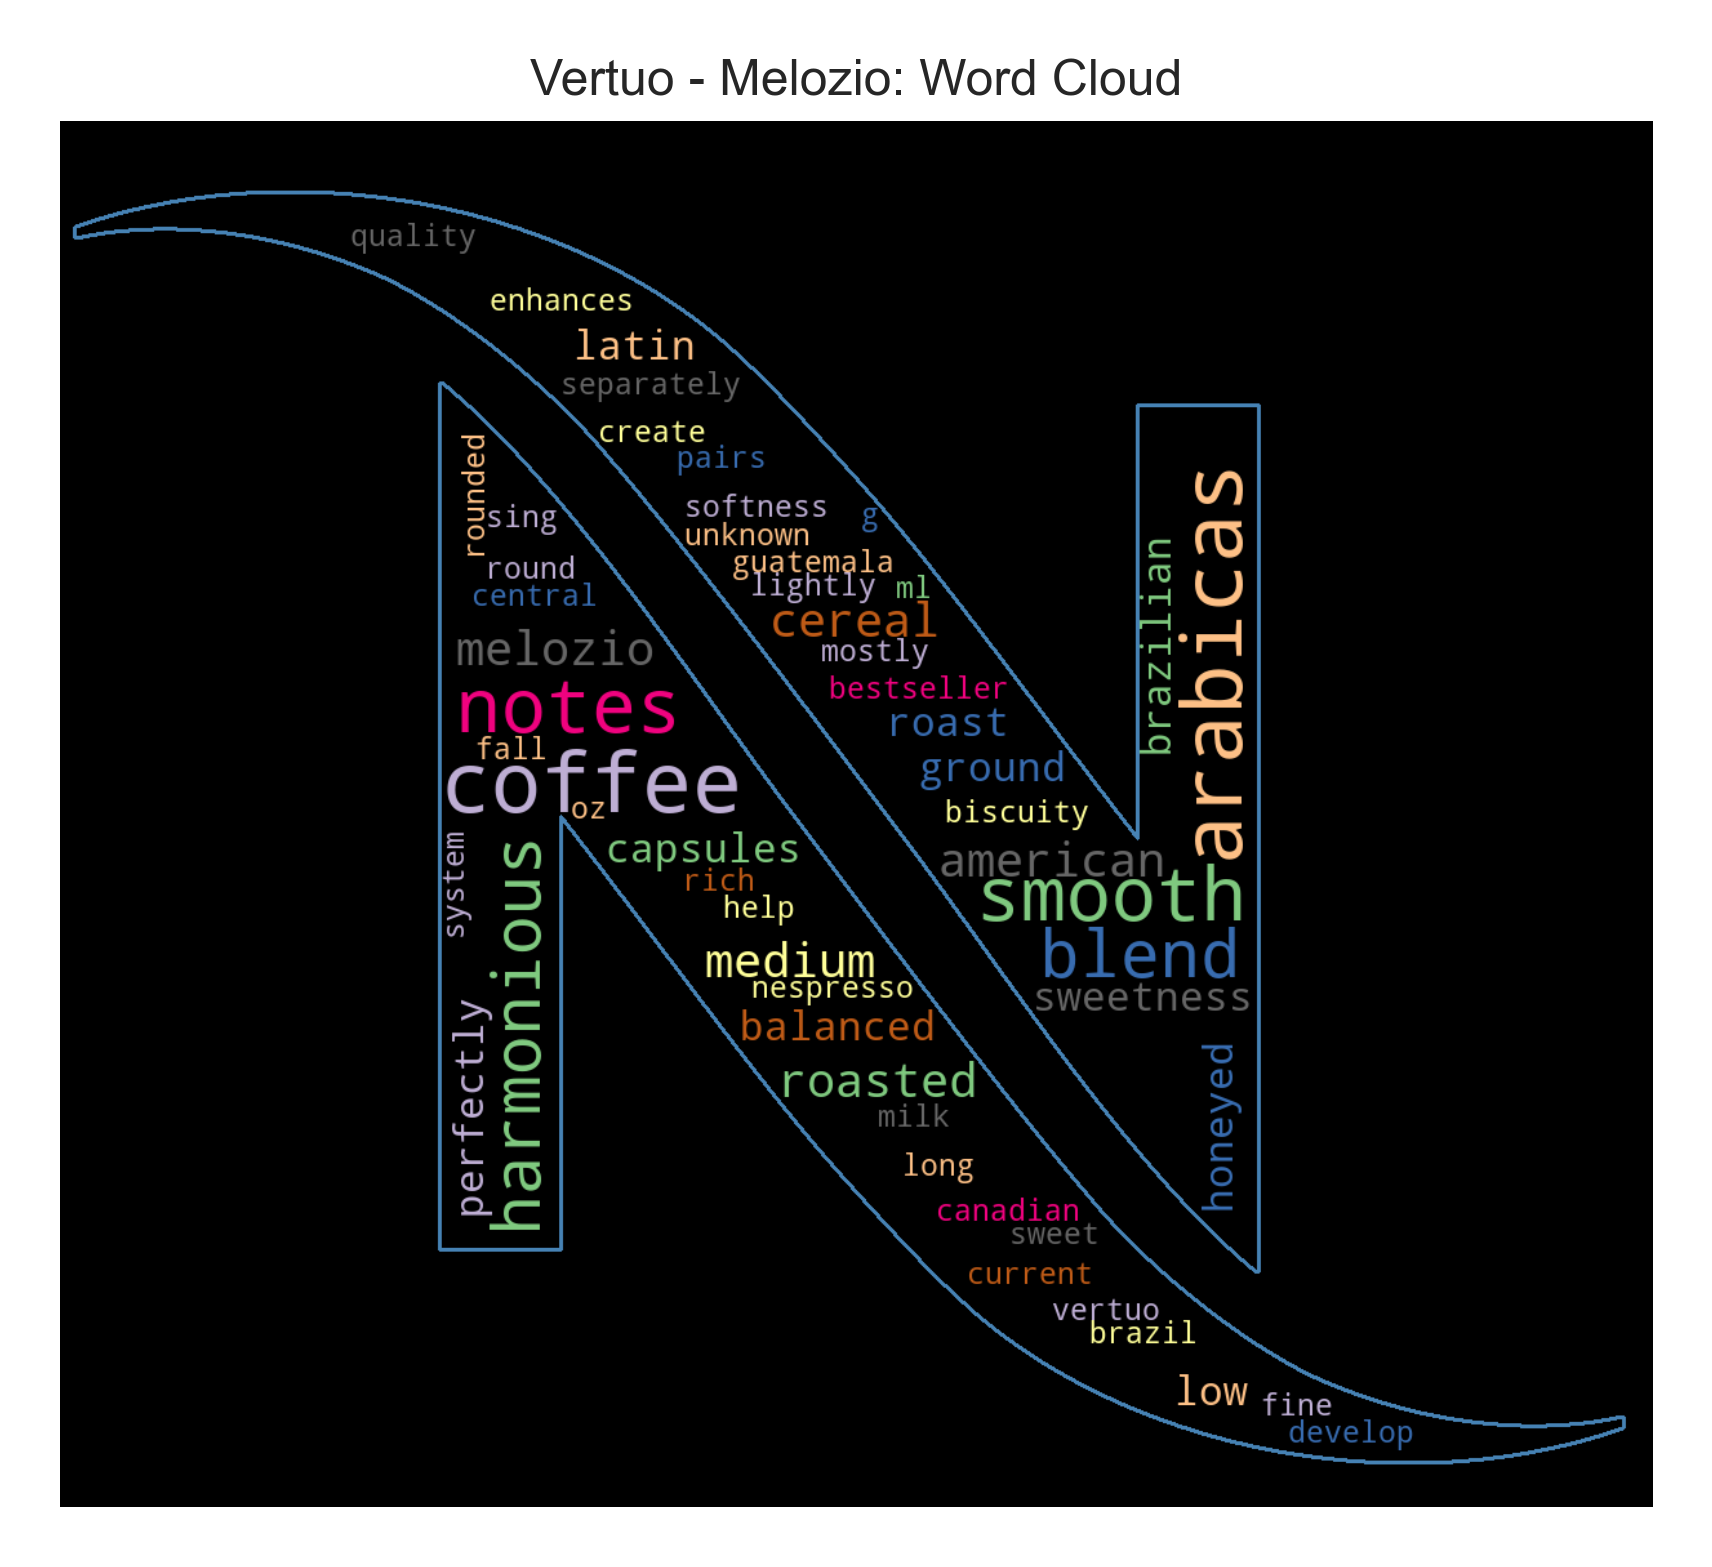 Vertuo - Melozio: Word Cloud
quality
enhances
latin
separately
create
pairs
rounded
sing
softness
g
unknown
guatemala
round
lightly
ml
central
cereal
brazilian
arabicas
melozio
mostly
bestseller
notes
roast
fall
coffee
ground
oz
biscuity
system
harmonious
capsules
american
rich
smooth
help
blend
medium
nespresso
sweetness
perfectly
balanced
roasted
honeyed
milk
long
canadian
sweet
current
vertuo
brazil
low
fine
develop